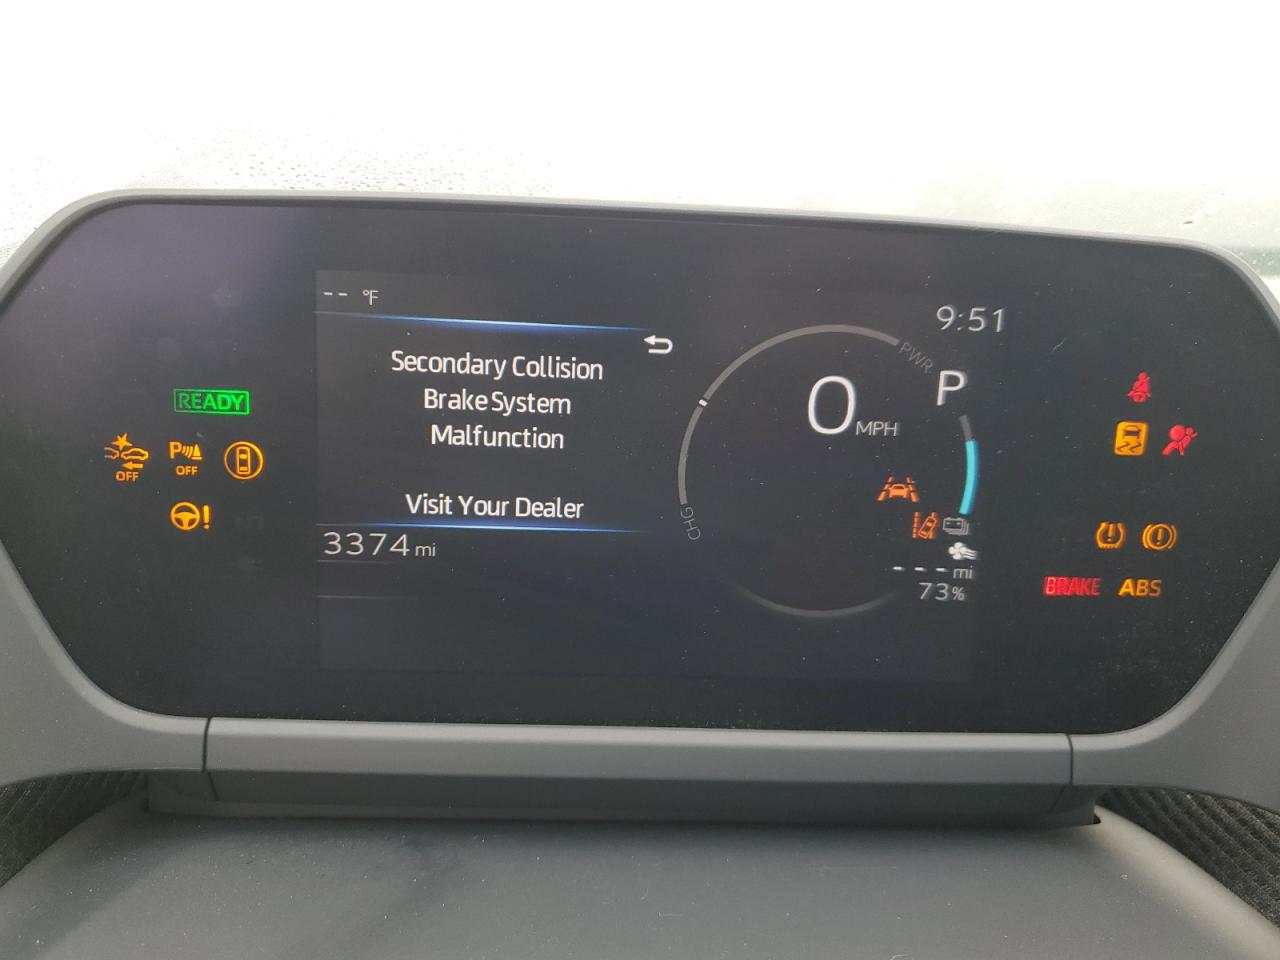 -- °F
9:51
Secondary Collision
Brake System
Malfunction
Visit Your Dealer
3374 mi
PWR
P
0 MPH
CHG
--- mi
73%
READY
OFF
P
OFF
BRAKE
ABS